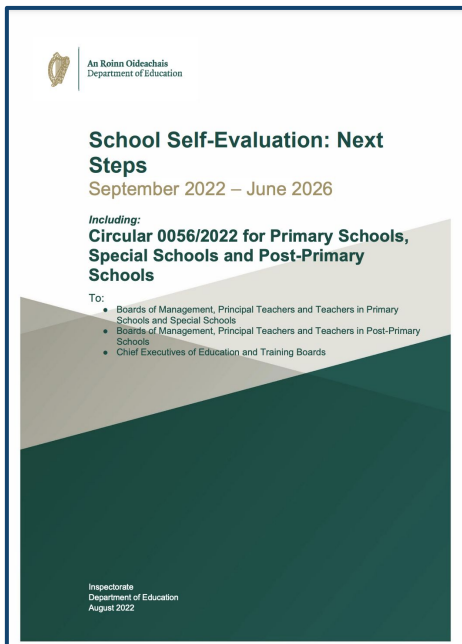 An Roinn Oideachais
Department of Education
School Self-Evaluation: Next
Steps
September 2022 – June 2026
Including:
Circular 0056/2022 for Primary Schools,
Special Schools and Post-Primary
Schools
To:
● Boards of Management, Principal Teachers and Teachers in Primary
Schools and Special Schools
● Boards of Management, Principal Teachers and Teachers in Post-Primary
Schools
● Chief Executives of Education and Training Boards
Inspectorate
Department of Education
August 2022